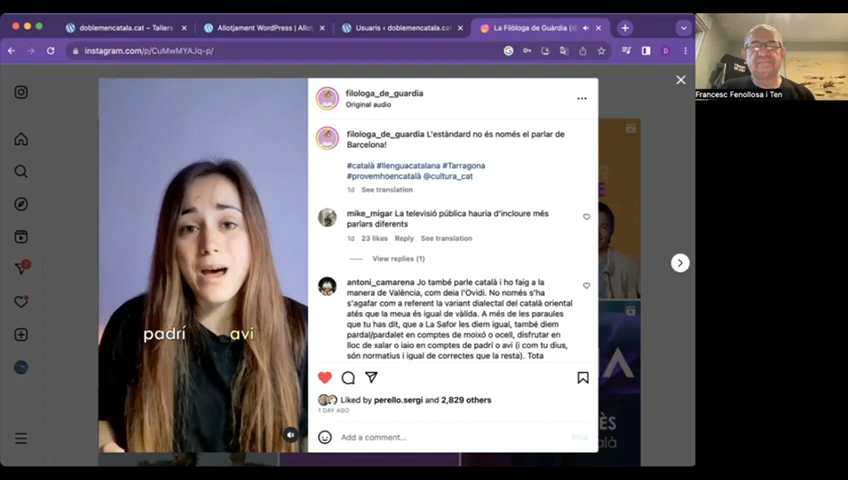 doblemencatala.cat – Tallers
Allotjament WordPress | Allotj
Usuaris ‹ doblemencatala.cat
La Filòloga de Guàrdia (@
instagram.com/p/CuMwMYAJq-p/
Francesc Fenollosa i Ten
filologa_de_guardia
Original audio
filologa_de_guardia L'estàndard no és només el parlar de
Barcelona!
#català #llenguacatalana #Tarragona
#provemhoencatalà @cultura_cat
1d See translation
mike_migar La televisió pública hauria d'incloure més
parlars diferents
1d 23 likes Reply See translation
View replies (1)
antoni_camarena Jo també parle català i ho faig a la
manera de València, com deia l'Ovidi. No només s'ha
s'agafar com a referent la variant dialectal del català oriental
atés que la meua és igual de vàlida. A més de les paraules
que tu has dit, que a La Safor les diem igual, també diem
pardal/pardalet en comptes de moixó o ocell, disfrutar en
lloc de xalar o iaio en comptes de padrí o avi (i com tu dius,
són normatius i igual de correctes que la resta). Tota
padrí avi
Liked by perello.sergi and 2,829 others
1 DAY AGO
Add a comment...
Post